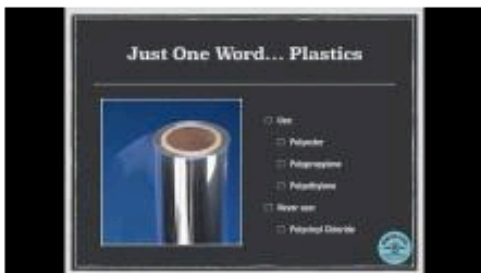 Just One Word... Plastics
Use
Polyester
Polypropylene
Polyethylene
Never use:
Polyvinyl Chloride